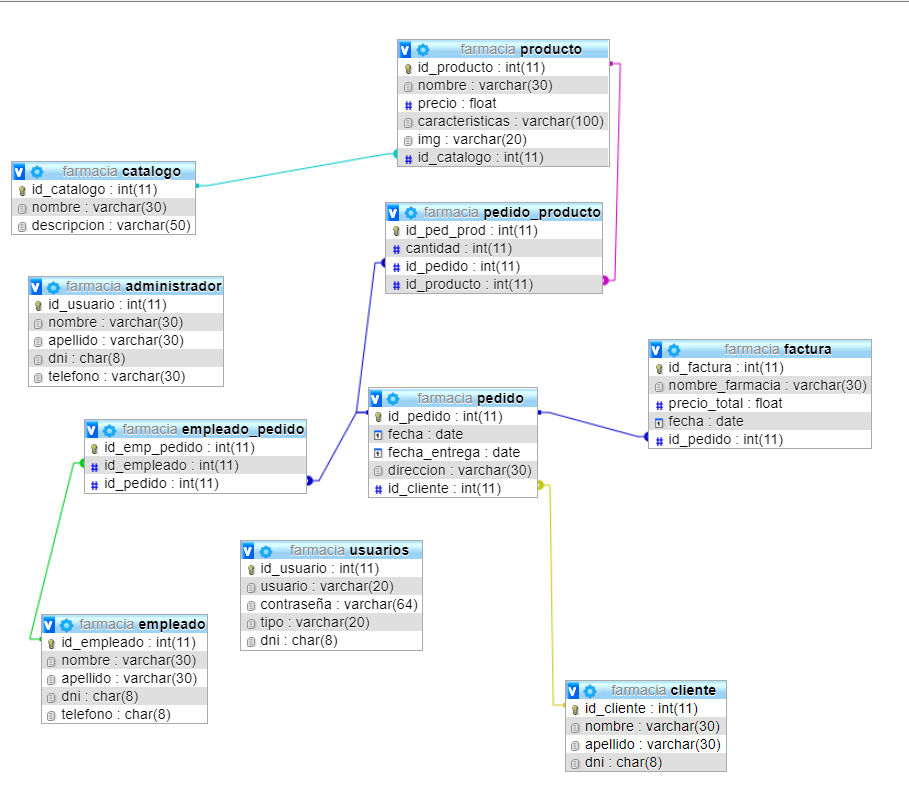 farmacia producto
id_producto : int(11)
nombre : varchar(30)
precio : float
caracteristicas : varchar(100)
img : varchar(20)
id_catalogo : int(11)
farmacia catalogo
id_catalogo : int(11)
nombre : varchar(30)
descripcion : varchar(50)
farmacia pedido_producto
id_ped_prod : int(11)
cantidad : int(11)
id_pedido : int(11)
id_producto : int(11)
farmacia administrador
id_usuario : int(11)
nombre : varchar(30)
apellido : varchar(30)
dni : char(8)
telefono : varchar(30)
farmacia factura
id_factura : int(11)
nombre_farmacia : varchar(30)
precio_total : float
fecha : date
id_pedido : int(11)
farmacia pedido
id_pedido : int(11)
fecha : date
fecha_entrega : date
direccion : varchar(30)
id_cliente : int(11)
farmacia empleado_pedido
id_emp_pedido : int(11)
id_empleado : int(11)
id_pedido : int(11)
farmacia usuarios
id_usuario : int(11)
usuario : varchar(20)
contraseña : varchar(64)
tipo : varchar(20)
dni : char(8)
farmacia empleado
id_empleado : int(11)
nombre : varchar(30)
apellido : varchar(30)
dni : char(8)
telefono : char(8)
farmacia cliente
id_cliente : int(11)
nombre : varchar(30)
apellido : varchar(30)
dni : char(8)